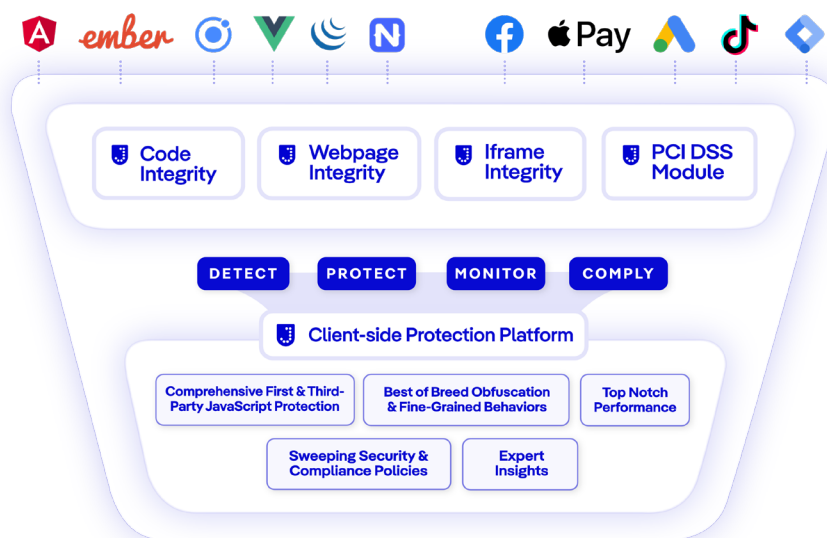 ember
Pay
Code
Integrity
Webpage
Integrity
Iframe
Integrity
PCI DSS
Module
DETECT
PROTECT
MONITOR
COMPLY
Client-side Protection Platform
Comprehensive First & Third-
Party JavaScript Protection
Best of Breed Obfuscation
& Fine-Grained Behaviors
Top Notch
Performance
Sweeping Security &
Compliance Policies
Expert
Insights